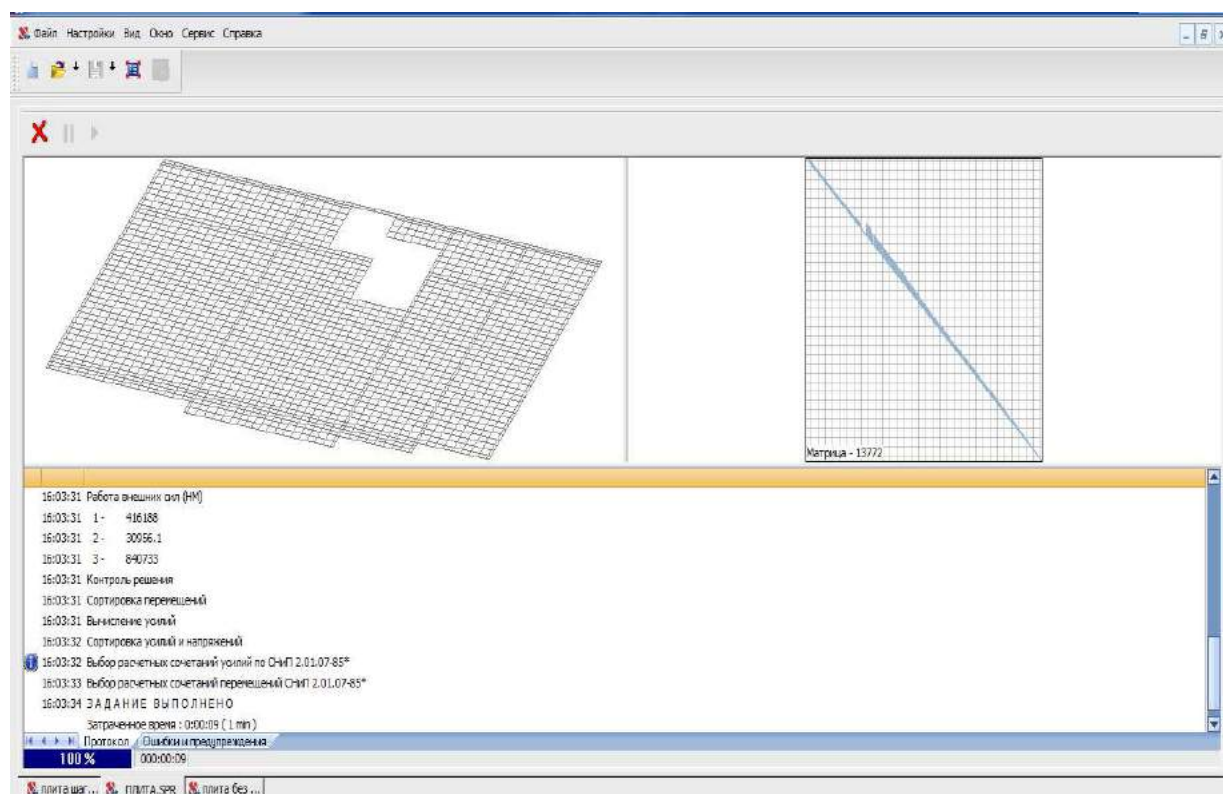 Файл Настройки Вид Окно Сервис Справка
Матрица - 13772
16:03:31 Работа внешних сил (HM)
16:03:31 1 - 416188
16:03:31 2 - 30956.1
16:03:31 3 - 840733
16:03:31 Контроль решения
16:03:31 Сортировка перемещений
16:03:31 Вычисление усилий
16:03:32 Сортировка усилий и напряжений
16:03:32 Выбор расчетных сочетаний усилий по СНиП 2.01.07-85*
16:03:33 Выбор расчетных сочетаний перемещений СНиП 2.01.07-85*
16:03:34 ЗАДАНИЕ ВЫПОЛНЕНО
Затраченное время : 0:00:09 ( 1 min )
Протокол Ошибки и предупреждения
100 % 000:00:09
плита шаг... ПЛИТА.SPR плита без ...